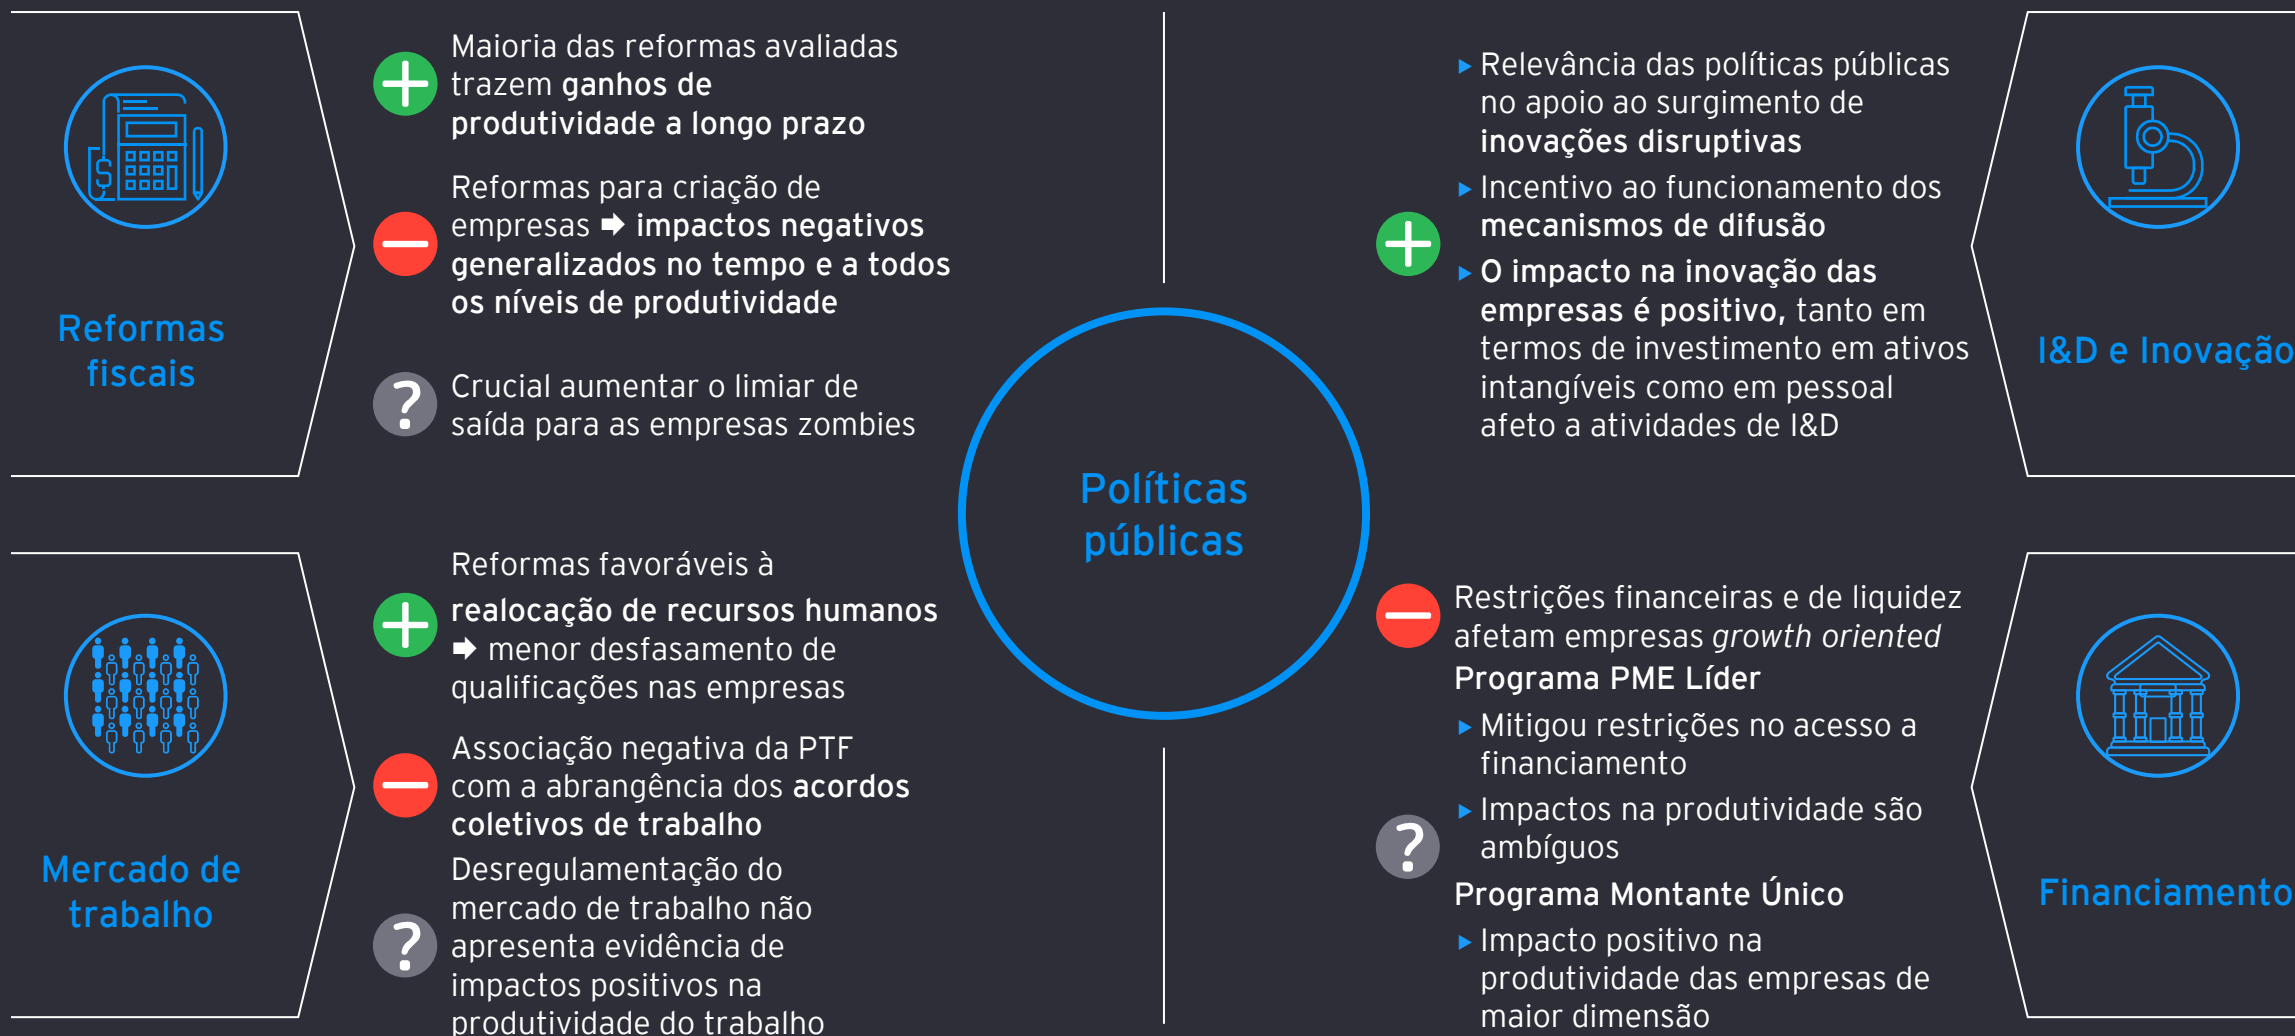 Reformas
fiscais
Maioria das reformas avaliadas
trazem ganhos de
produtividade a longo prazo
Reformas para criação de
empresas ➡ impactos negativos
generalizados no tempo e a todos
os níveis de produtividade
?
Crucial aumentar o limiar de
saída para as empresas zombies
Mercado de
trabalho
Reformas favoráveis à
realocação de recursos humanos
➡ menor desfasamento de
qualificações nas empresas
Associação negativa da PTF
com a abrangência dos acordos
coletivos de trabalho
?
Desregulamentação do
mercado de trabalho não
apresenta evidência de
impactos positivos na
produtividade do trabalho
Políticas
públicas
▶ Relevância das políticas públicas
no apoio ao surgimento de
inovações disruptivas
▶ Incentivo ao funcionamento dos
mecanismos de difusão
▶ O impacto na inovação das
empresas é positivo, tanto em
termos de investimento em ativos
intangíveis como em pessoal
afeto a atividades de I&D
I&D e Inovação
Restrições financeiras e de liquidez
afetam empresas growth oriented
Programa PME Líder
▶ Mitigou restrições no acesso a
financiamento
▶ Impactos na produtividade são
ambíguos
?
Programa Montante Único
▶ Impacto positivo na
produtividade das empresas de
maior dimensão
Financiamento